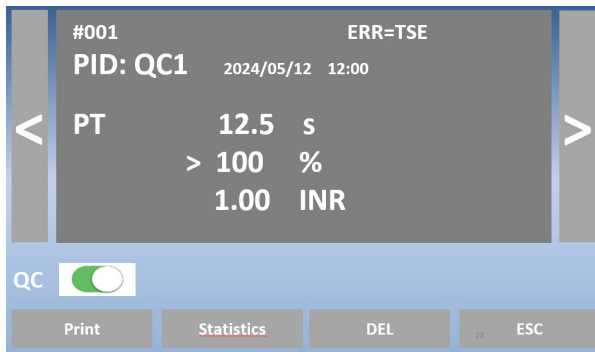 #001 ERR=TSE
PID: QC1 2024/05/12 12:00
< >
PT 12.5 s
> 100 %
1.00 INR
QC
Print Statistics DEL 28 ESC